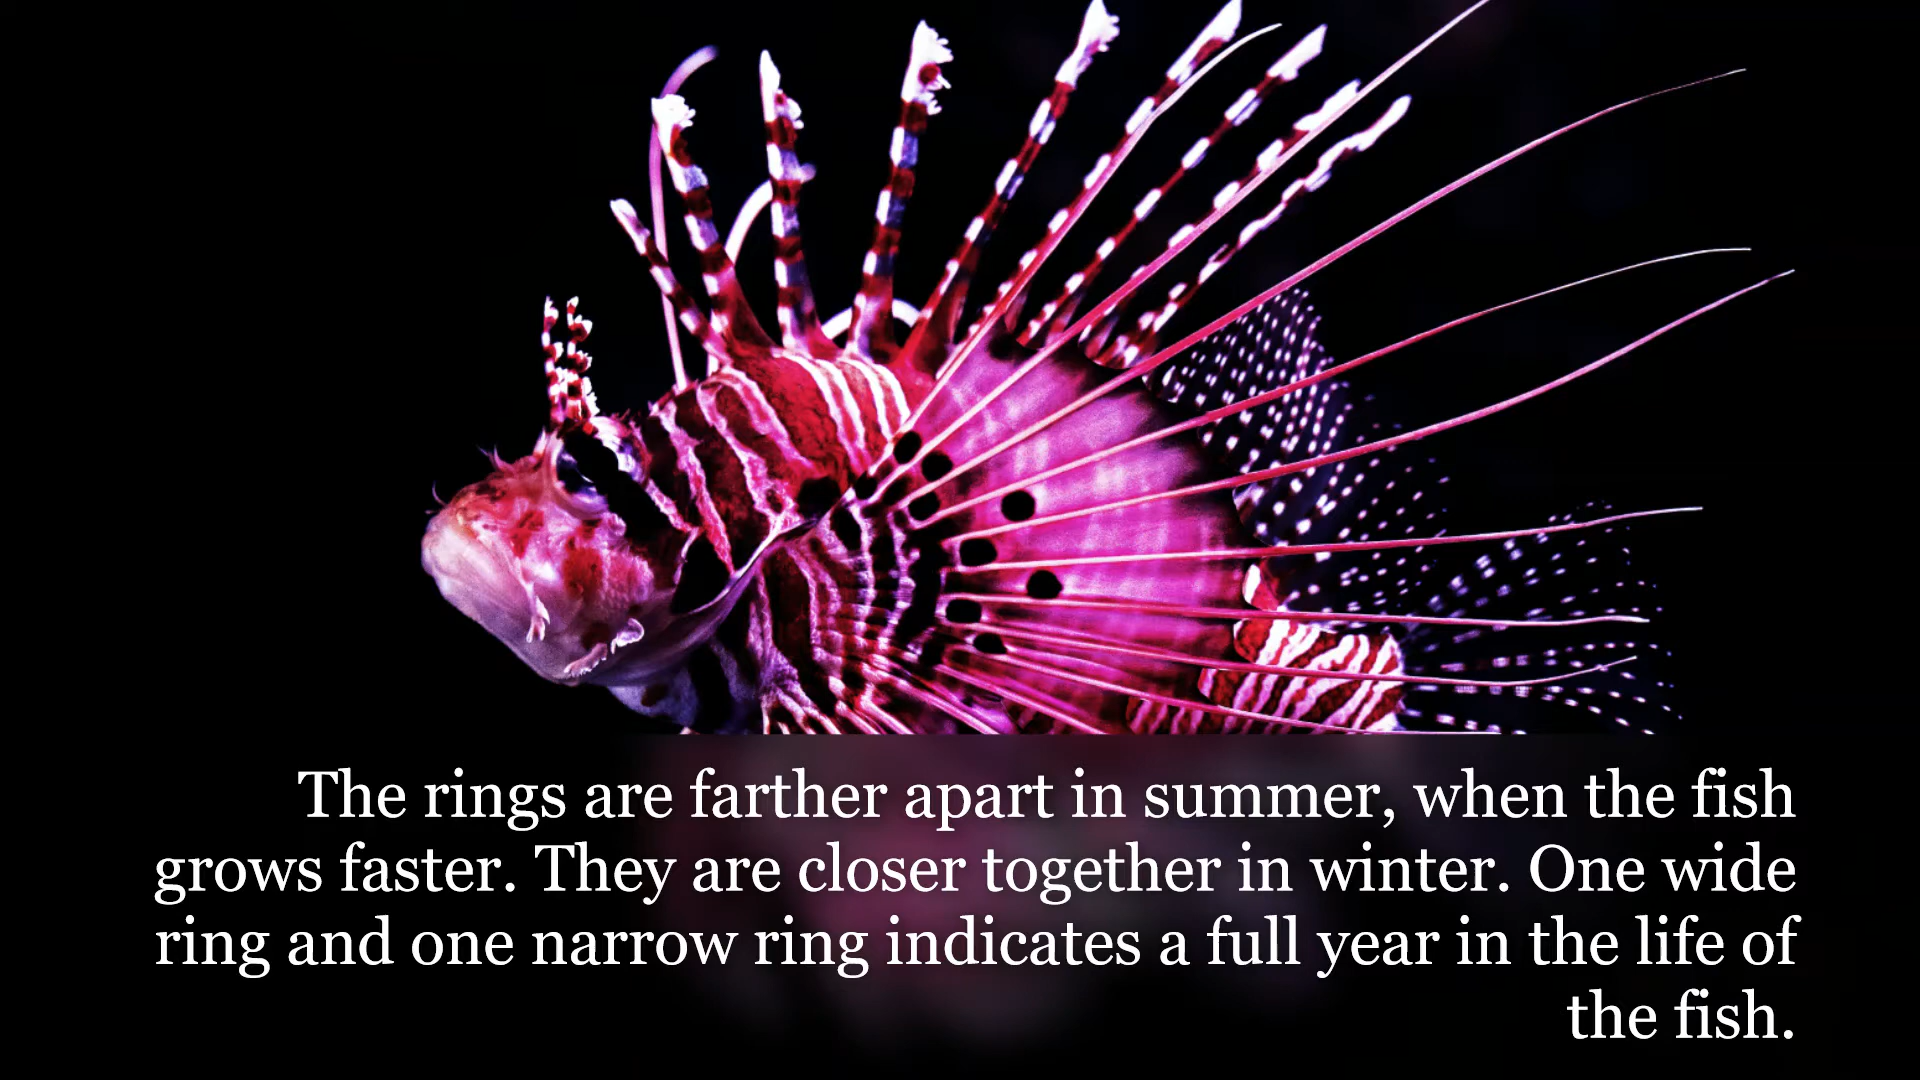 The rings are farther apart in summer, when the fish
grows faster. They are closer together in winter. One wide
ring and one narrow ring indicates a full year in the life of
the fish.